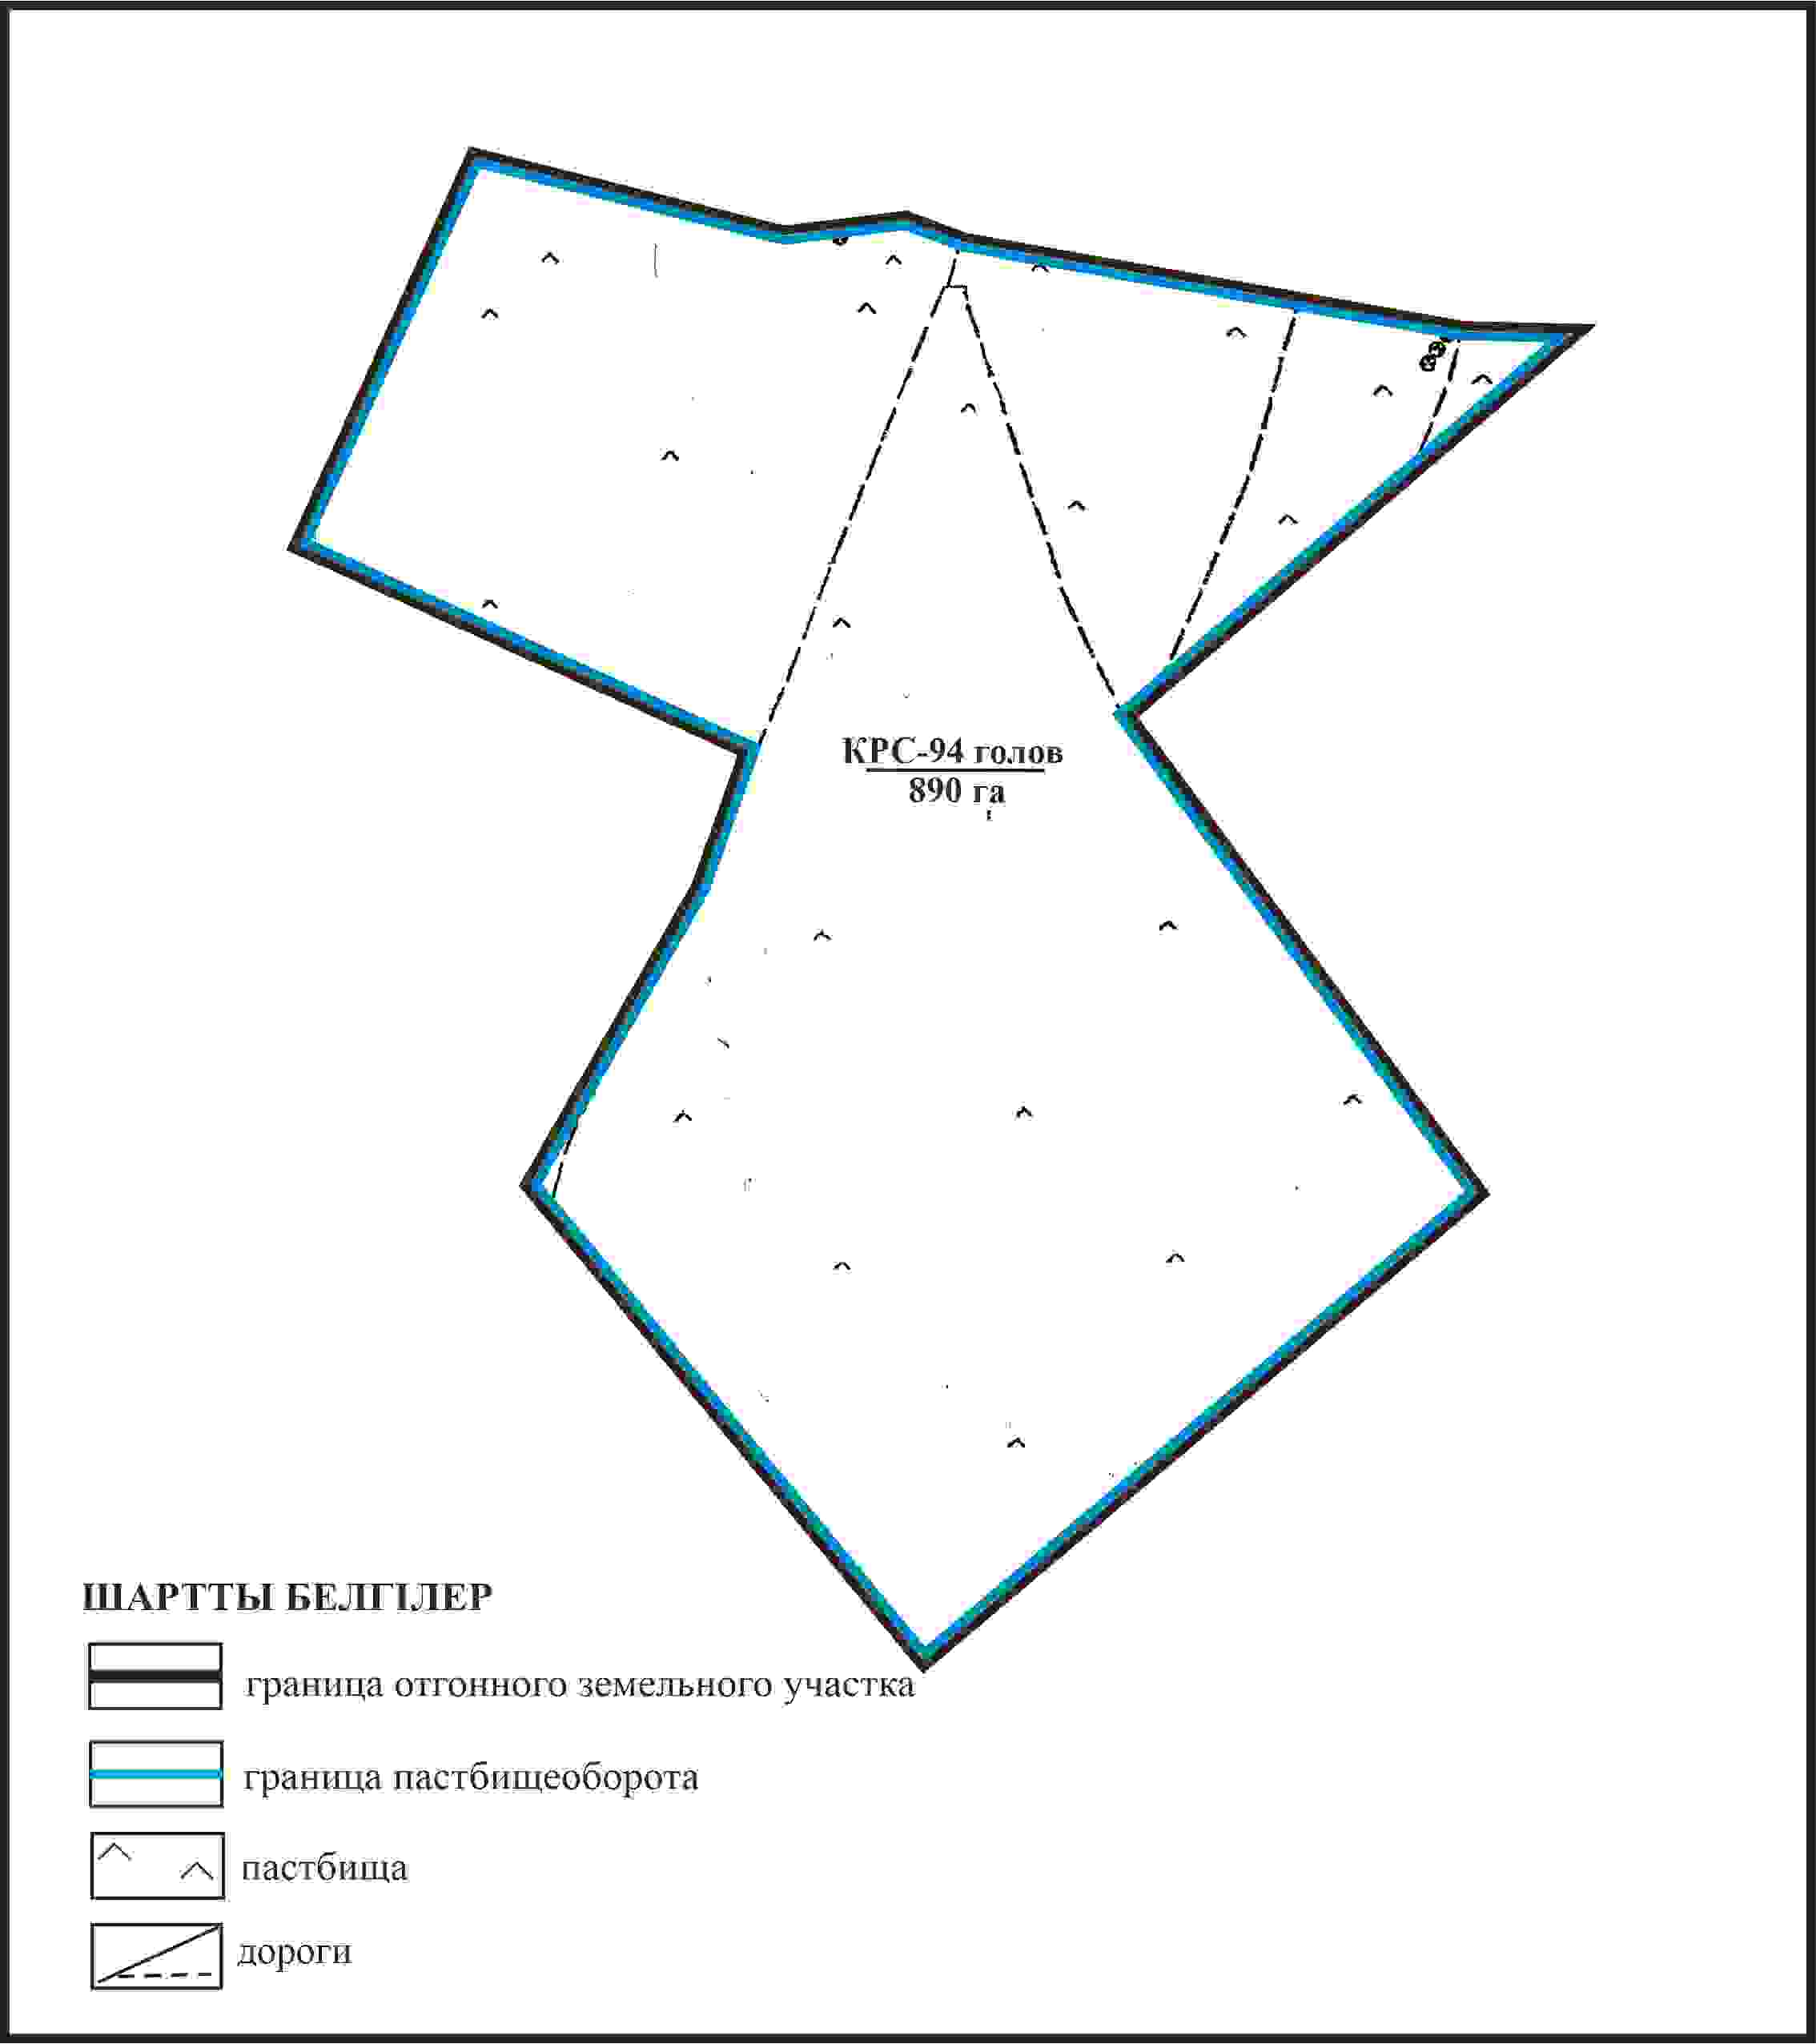 КРС-94 голов
890 га
ШАРТТЫ БЕЛГІЛЕР
граница отгонного земельного участка
граница пастбищеоборота
пастбища
дороги